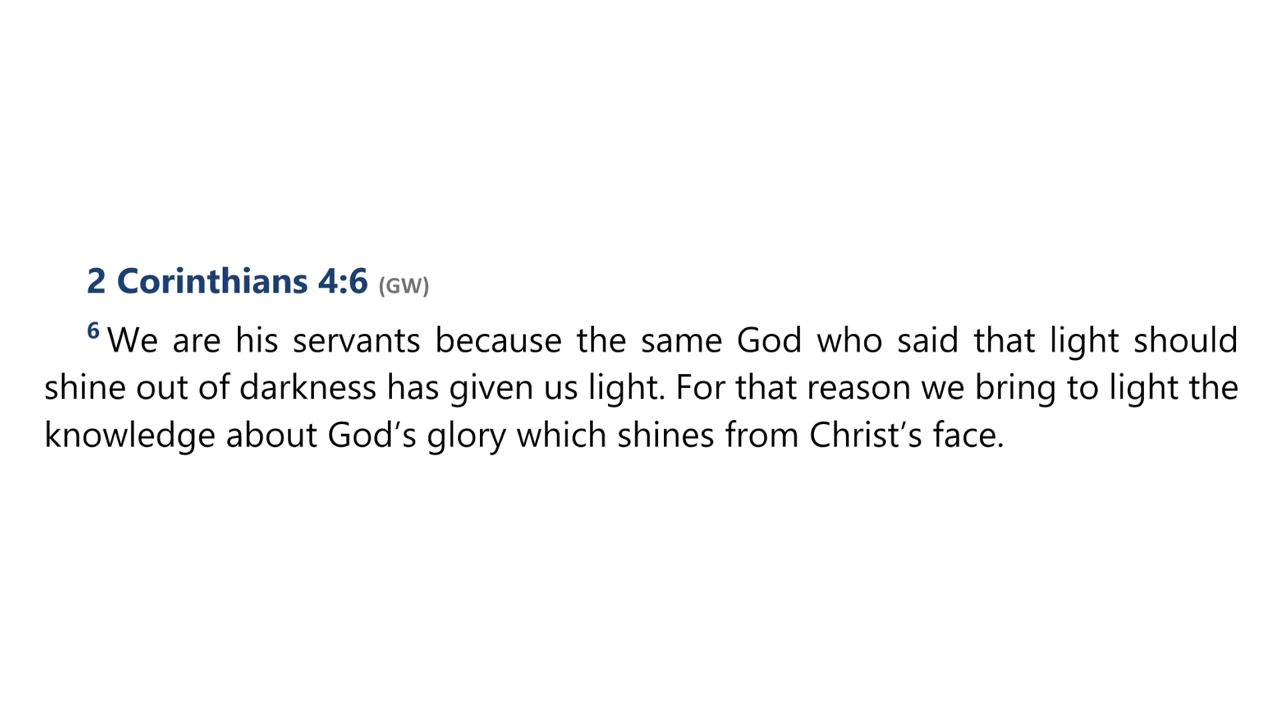 2 Corinthians 4:6 (GW)
6 We are his servants because the same God who said that light should
shine out of darkness has given us light. For that reason we bring to light the
knowledge about God’s glory which shines from Christ’s face.